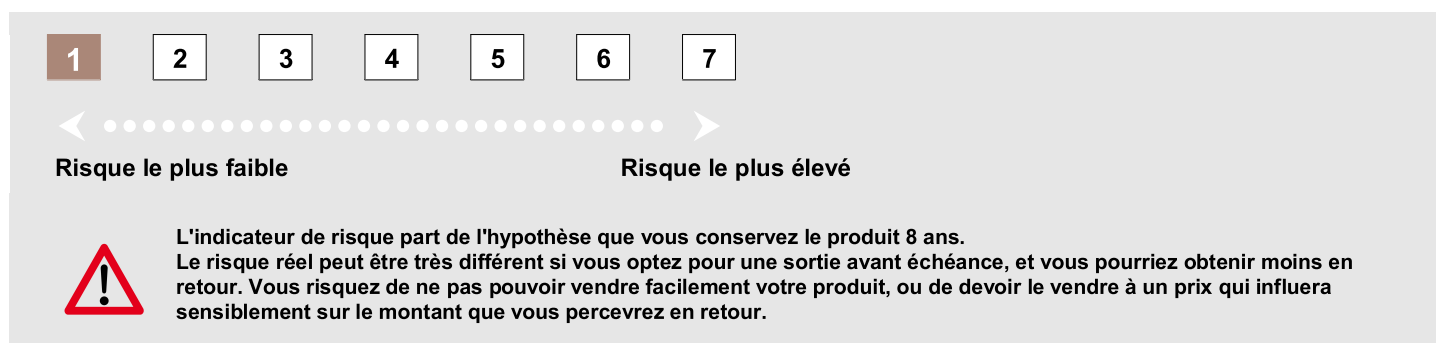 1 2 3 4 5 6 7
Risque le plus faible Risque le plus élevé
L'indicateur de risque part de l'hypothèse que vous conservez le produit 8 ans.
Le risque réel peut être très différent si vous optez pour une sortie avant échéance, et vous pourriez obtenir moins en
retour. Vous risquez de ne pas pouvoir vendre facilement votre produit, ou de devoir le vendre à un prix qui influera
sensiblement sur le montant que vous percevrez en retour.